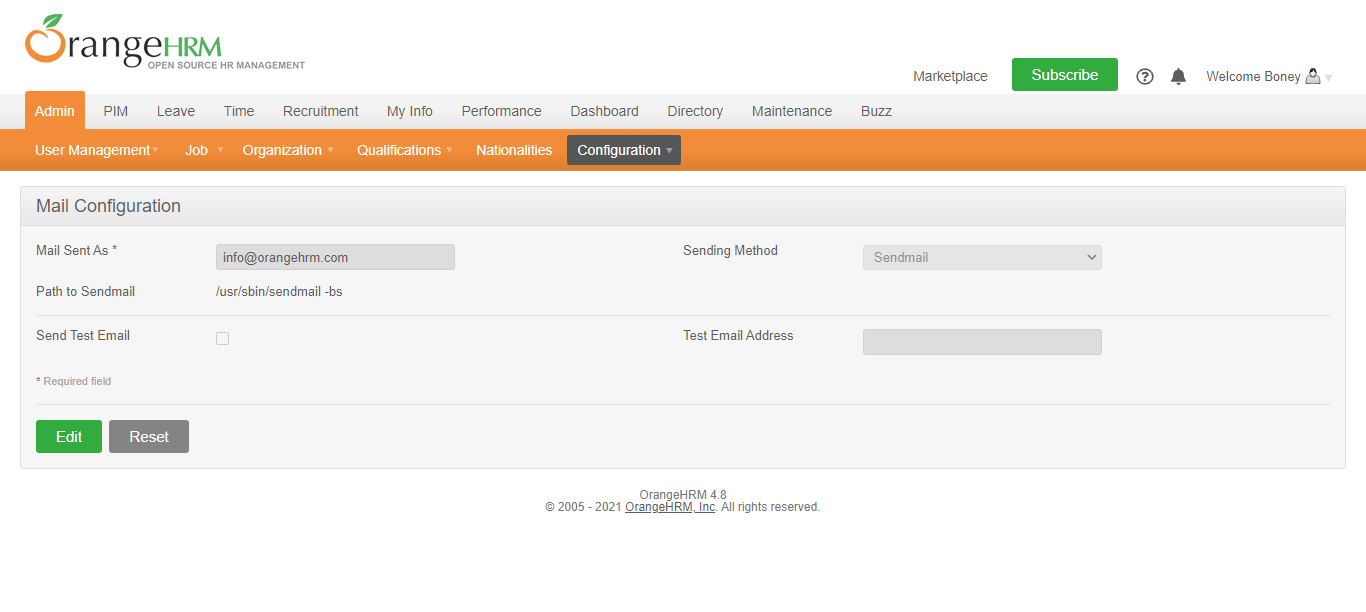 OrangeHRM
OPEN SOURCE HR MANAGEMENT
Marketplace Subscribe Welcome Boney
Admin PIM Leave Time Recruitment My Info Performance Dashboard Directory Maintenance Buzz
User Management Job Organization Qualifications Nationalities Configuration
Mail Configuration
Mail Sent As * info@orangehrm.com Sending Method Sendmail
Path to Sendmail /usr/sbin/sendmail -bs
Send Test Email Test Email Address
* Required field
Edit Reset
OrangeHRM 4.8
© 2005 - 2021 OrangeHRM, Inc. All rights reserved.